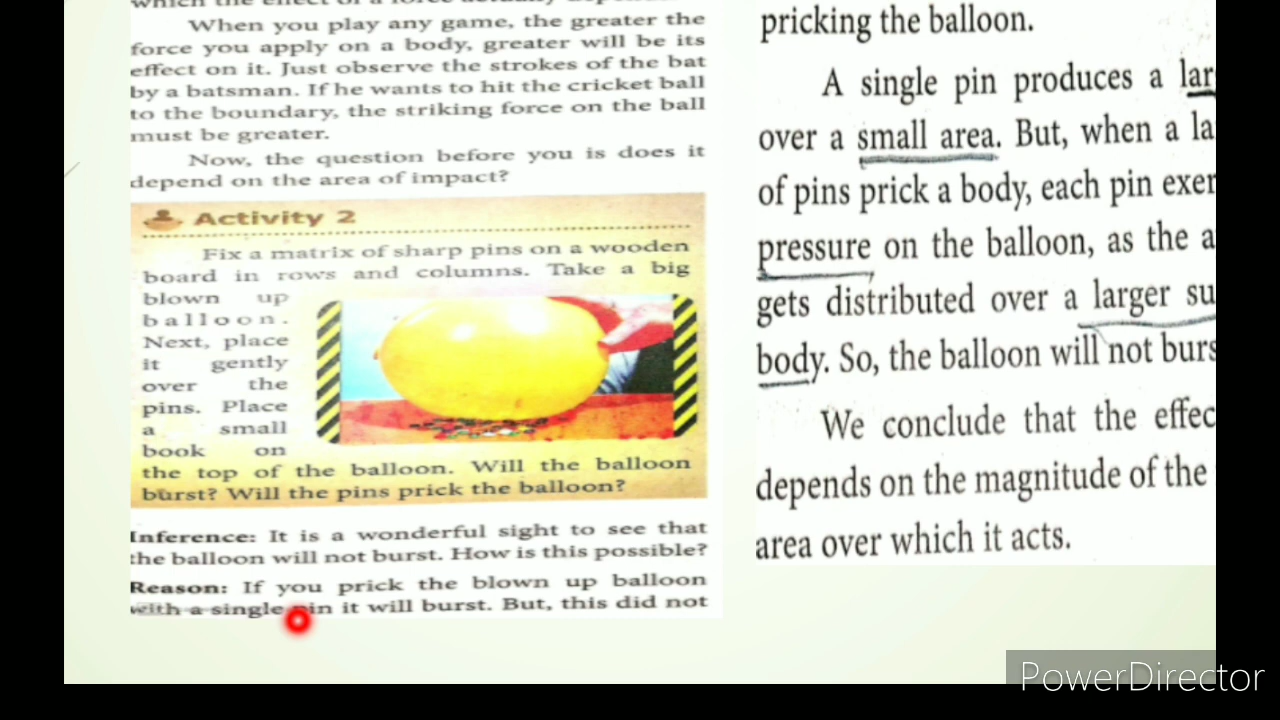 When you play any game, the greater the
force you apply on a body, greater will be its
effect on it. Just observe the strokes of the bat
by a batsman. If he wants to hit the cricket ball
to the boundary, the striking force on the ball
must be greater.
Now, the question before you is does it
depend on the area of impact?
Activity 2
Fix a matrix of sharp pins on a wooden
board in rows and columns. Take a big
blown up
balloon.
Next, place
it gently
over the
pins. Place
a small
book on
the top of the balloon. Will the balloon
burst? Will the pins prick the balloon?
Inference: It is a wonderful sight to see that
the balloon will not burst. How is this possible?
Reason: If you prick the blown up balloon
with a single pin it will burst. But, this did not
pricking the balloon.
A single pin produces a lar
over a small area. But, when a la
of pins prick a body, each pin exer
pressure on the balloon, as the a
gets distributed over a larger su
body. So, the balloon will not burs
We conclude that the effec
depends on the magnitude of the
area over which it acts.
PowerDirector